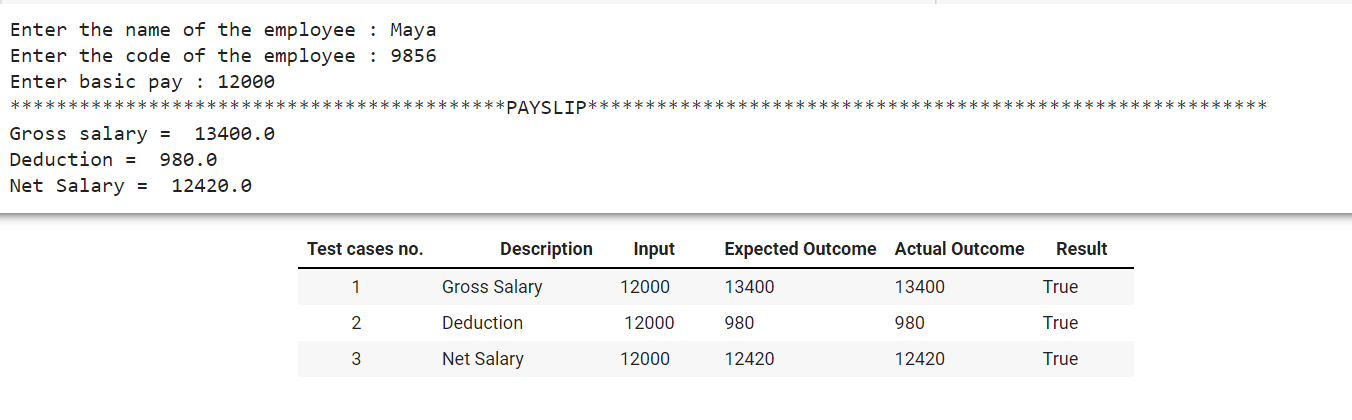 Enter the name of the employee : Maya
Enter the code of the employee : 9856
Enter basic pay : 12000
*******************************************PAYSLIP***********************************************************
Gross salary =  13400.0
Deduction =  980.0
Net Salary =  12420.0
Test cases no. Description Input Expected Outcome Actual Outcome Result
1 Gross Salary 12000 13400 13400 True
2 Deduction 12000 980 980 True
3 Net Salary 12000 12420 12420 True